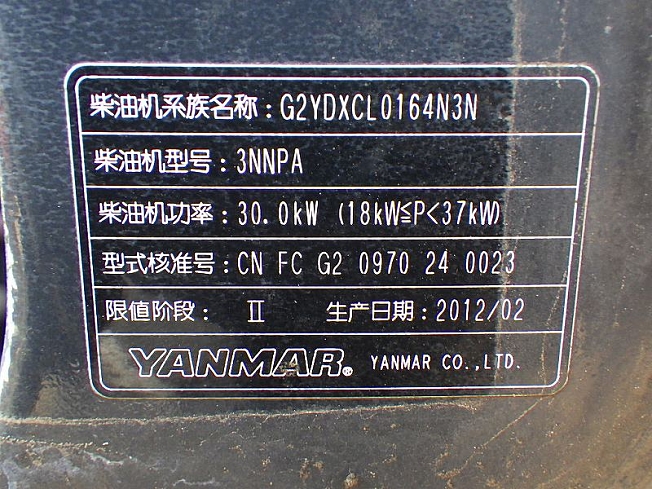 柴油机系族名称：G2YDXCL0164N3N
柴油机型号：3NNPA
柴油机功率：30.0kW (18kW≦P<37kW)
型式核准号：CN FC G2 0970 24 0023
限值阶段： Ⅱ 生产日期：2012/02
YANMAR® YANMAR CO.,LTD.